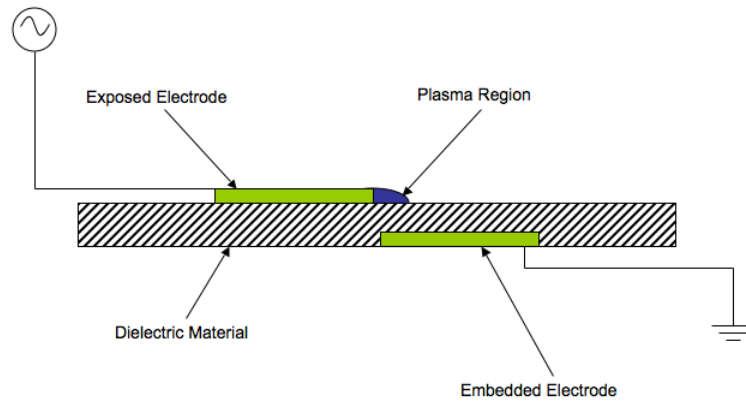 Exposed Electrode
Plasma Region
Dielectric Material
Embedded Electrode